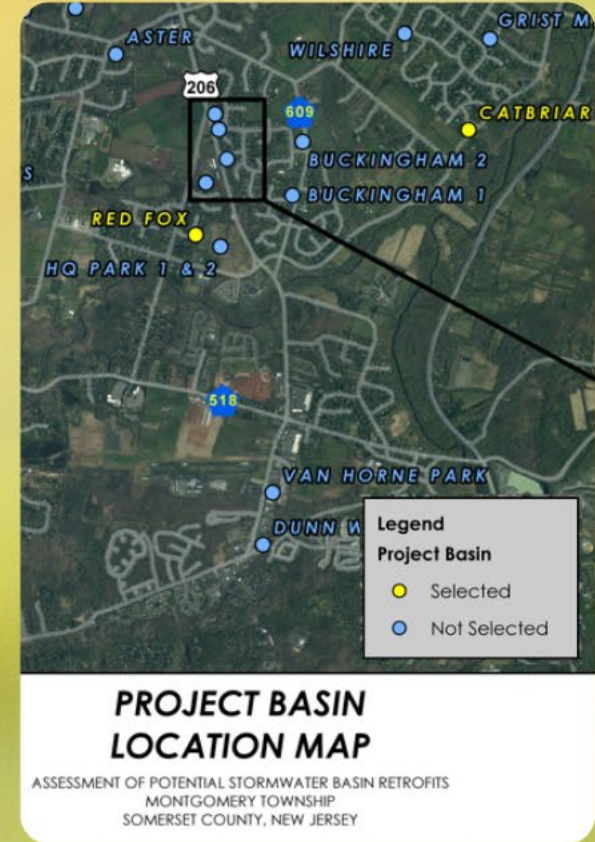 ASTER
WILSHIRE
GRIST M
206
609
CATBRIAR
S
BUCKINGHAM 2
BUCKINGHAM 1
RED FOX
HQ PARK 1 & 2
518
VAN HORNE PARK
DUNN W
Legend
Project Basin
Selected
Not Selected
PROJECT BASIN
LOCATION MAP
ASSESSMENT OF POTENTIAL STORMWATER BASIN RETROFITS
MONTGOMERY TOWNSHIP
SOMERSET COUNTY, NEW JERSEY